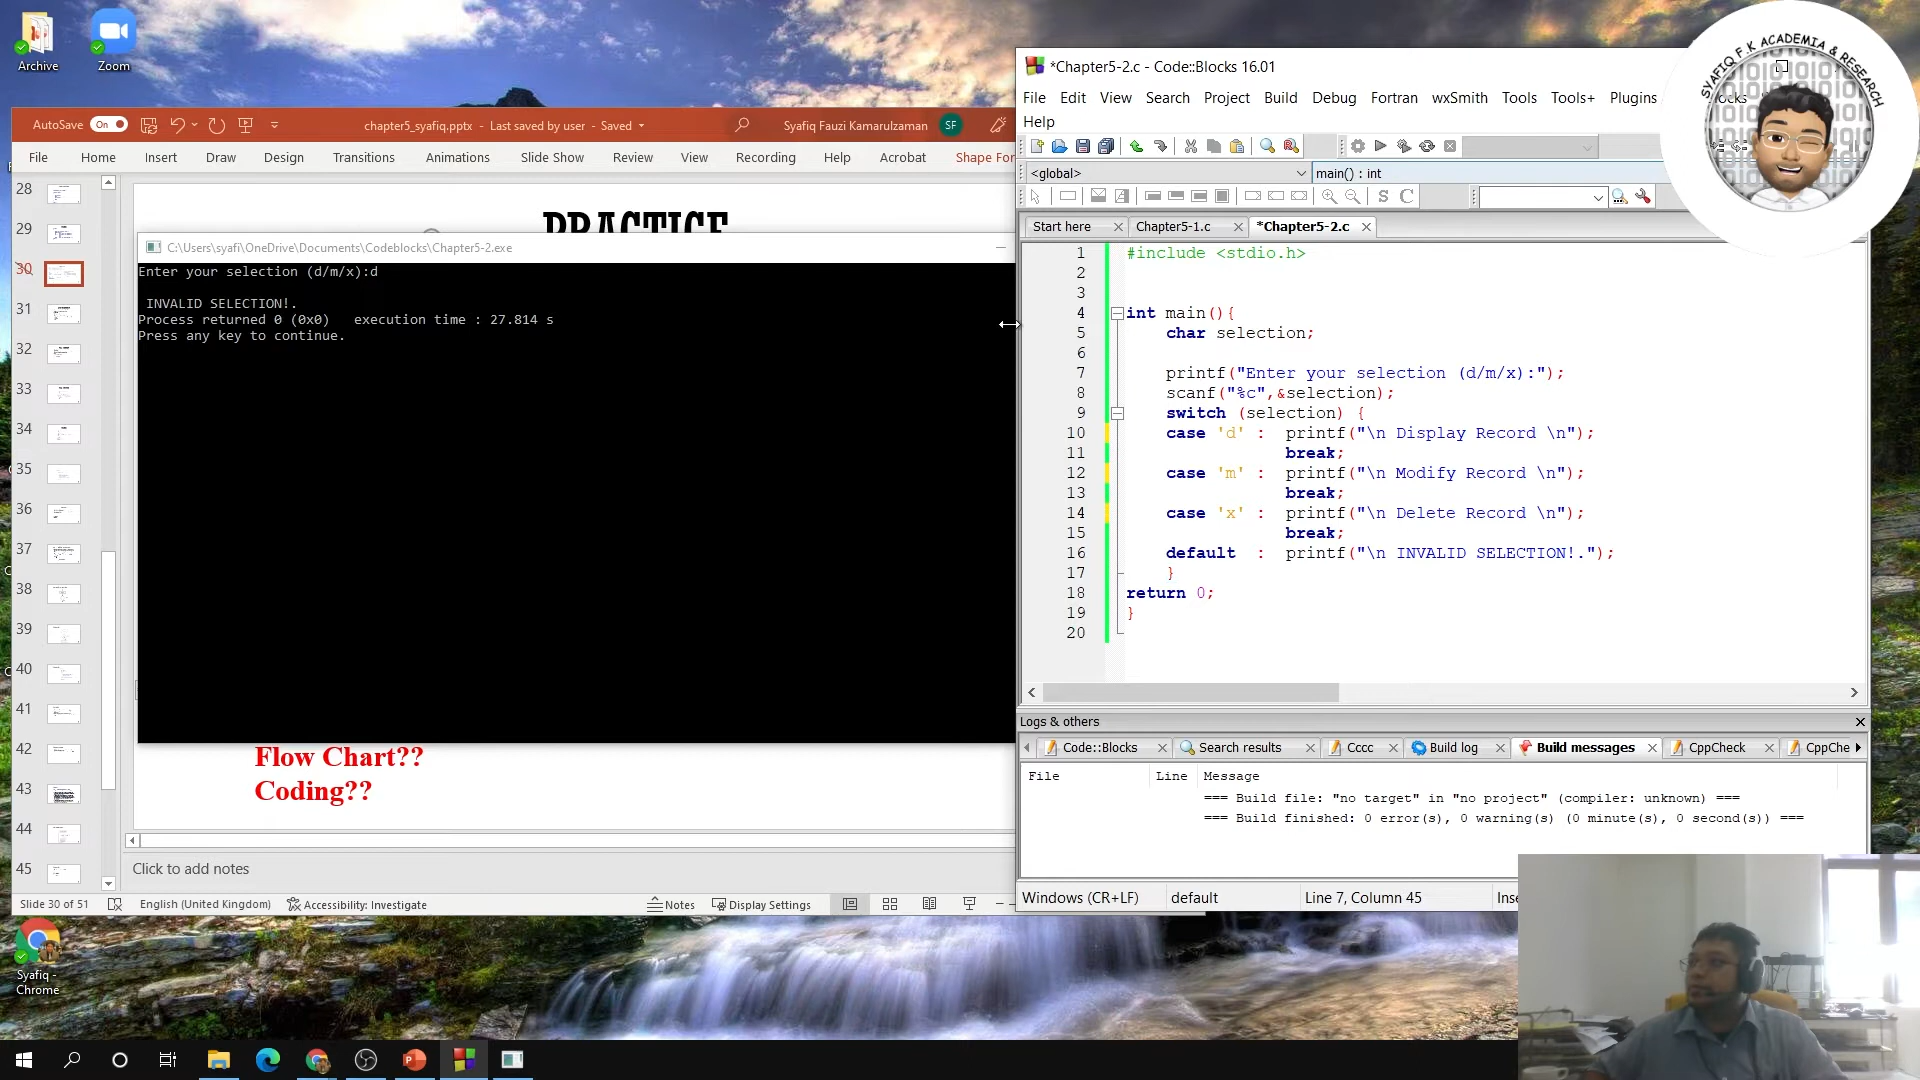 Archive
Zoom
AutoSave On chapter5_syafiq.pptx - Last saved by user - Saved Syafiq Fauzi Kamarulzaman SF
File Home Insert Draw Design Transitions Animations Slide Show Review View Recording Help Acrobat Shape For
28
29
30
31
32
33
34
35
36
37
38
39
40
41
42
43
44
45
PRACTICE
C:\Users\syafi\OneDrive\Documents\Codeblocks\Chapter5-2.exe
Enter your selection (d/m/x):d
INVALID SELECTION!.
Process returned 0 (0x0) execution time : 27.814 s
Press any key to continue.
Flow Chart??
Coding??
Click to add notes
Slide 30 of 51 English (United Kingdom) Accessibility: Investigate Notes Display Settings
*Chapter5-2.c - Code::Blocks 16.01
File Edit View Search Project Build Debug Fortran wxSmith Tools Tools+ Plugins
Help
<global> main() : int
Start here Chapter5-1.c *Chapter5-2.c
1 #include <stdio.h>
2
3
4 int main(){
5 char selection;
6
7 printf("Enter your selection (d/m/x):");
8 scanf("%c",&selection);
9 switch (selection) {
10 case 'd' : printf("\n Display Record \n");
11 break;
12 case 'm' : printf("\n Modify Record \n");
13 break;
14 case 'x' : printf("\n Delete Record \n");
15 break;
16 default : printf("\n INVALID SELECTION!.");
17 }
18 return 0;
19 }
20
Logs & others
Code::Blocks Search results Cccc Build log Build messages CppCheck CppChe
File Line Message
=== Build file: "no target" in "no project" (compiler: unknown) ===
=== Build finished: 0 error(s), 0 warning(s) (0 minute(s), 0 second(s)) ===
Windows (CR+LF) default Line 7, Column 45 Inse
SYAFIQ F.K ACADEMIA & RESEARCH
Syafiq -
Chrome